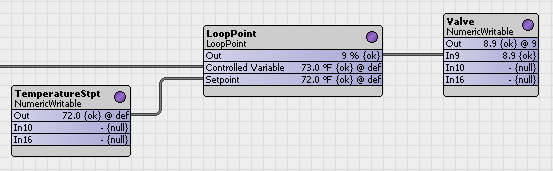 LoopPoint
LoopPoint
Out 9 % {ok}
Controlled Variable 73.0 ºF {ok} @ def
Setpoint 72.0 ºF {ok} @ def
Valve
NumericWritable
Out 8.9 {ok} @ 9
In9 8.9 {ok}
In10 - {null}
In16 - {null}
TemperatureStpt
NumericWritable
Out 72.0 {ok} @ def
In10 - {null}
In16 - {null}